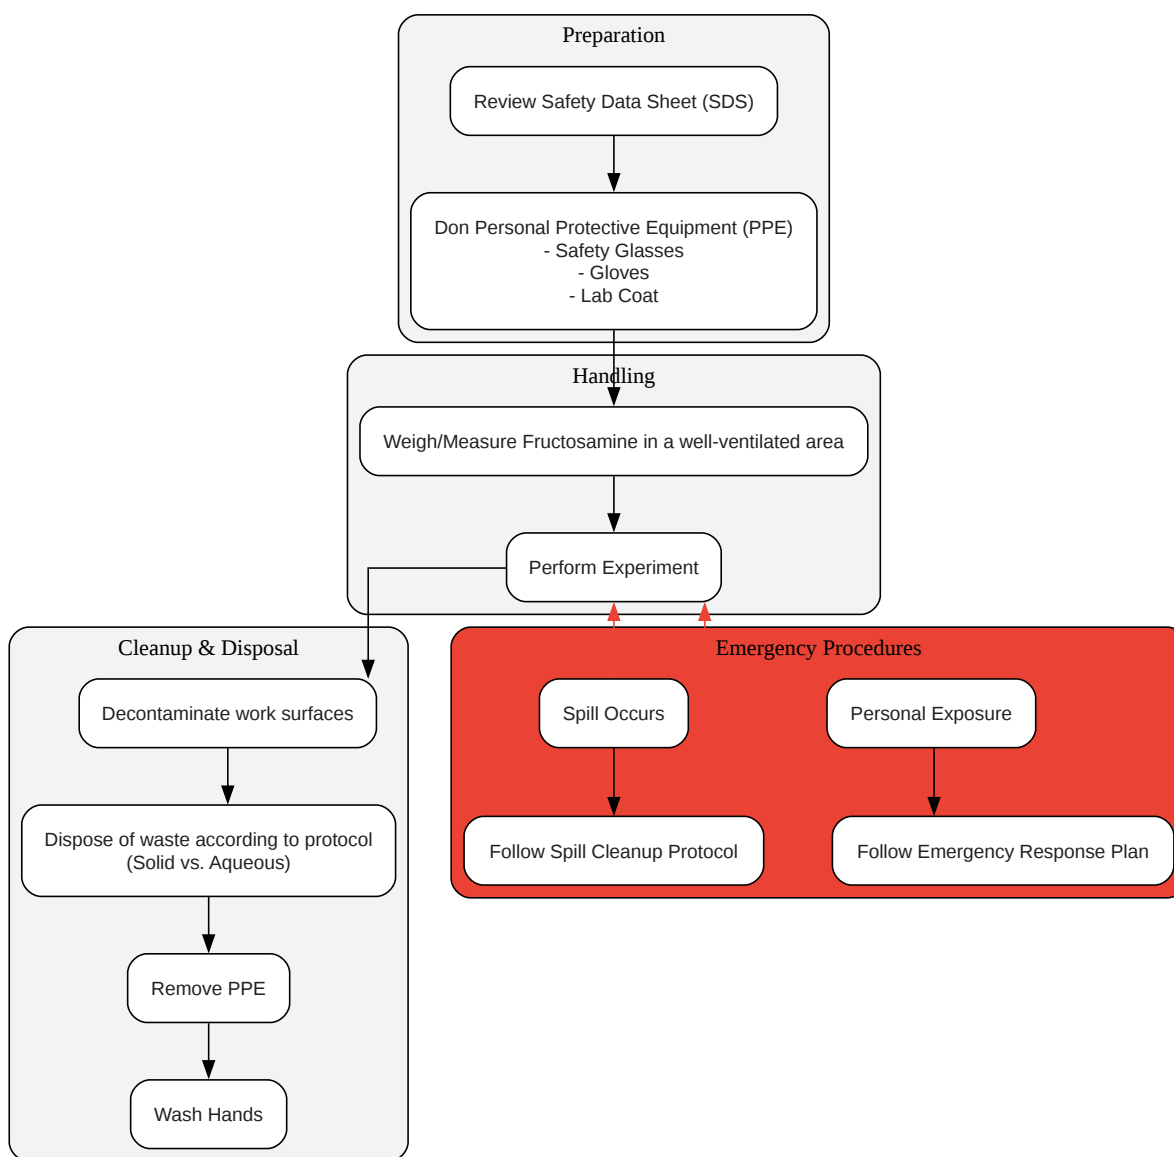 Preparation
Review Safety Data Sheet (SDS)
Don Personal Protective Equipment (PPE)
- Safety Glasses
- Gloves
- Lab Coat
Handling
Weigh/Measure Fructosamine in a well-ventilated area
Perform Experiment
Cleanup & Disposal
Decontaminate work surfaces
Dispose of waste according to protocol
(Solid vs. Aqueous)
Remove PPE
Wash Hands
Emergency Procedures
Spill Occurs
Personal Exposure
Follow Spill Cleanup Protocol
Follow Emergency Response Plan